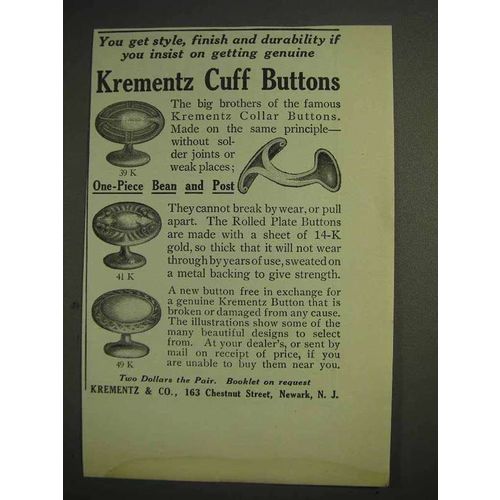 You get style, finish and durability if
you insist on getting genuine
Krementz Cuff Buttons
The big brothers of the famous
Krementz Collar Buttons.
Made on the same principle—
without sol-
der joints or
weak places;
39 K
One-Piece Bean and Post
They cannot break by wear, or pull
apart. The Rolled Plate Buttons
are made with a sheet of 14-K
gold, so thick that it will not wear
through by years of use, sweated on
a metal backing to give strength.
41 K
A new button free in exchange for
a genuine Krementz Button that is
broken or damaged from any cause.
The illustrations show some of the
many beautiful designs to select
from. At your dealer's, or sent by
mail on receipt of price, if you
are unable to buy them near you.
49 K
Two Dollars the Pair. Booklet on request
KREMENTZ & CO., 163 Chestnut Street, Newark, N. J.